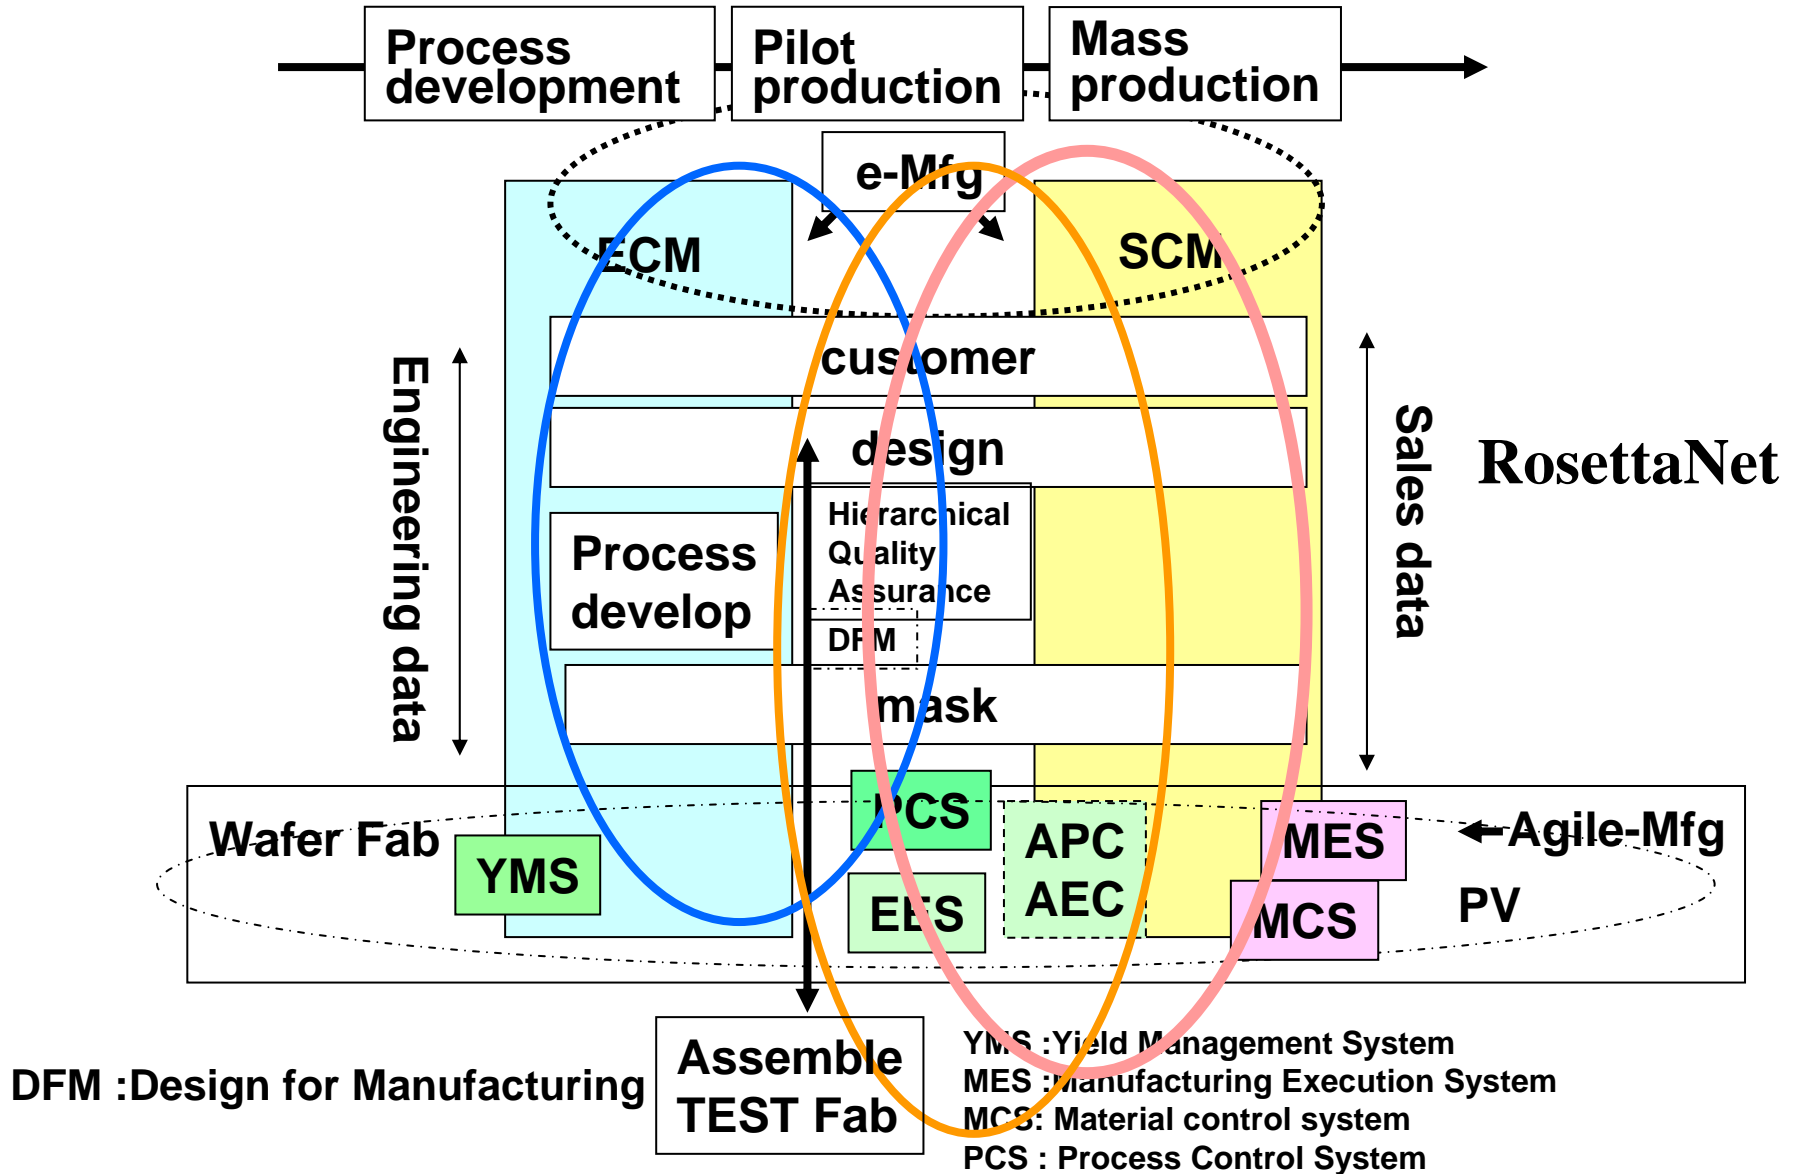 Process
development
Pilot
production
Mass
production
e-Mfg
ECM
SCM
customer
Engineering data
Sales data
RosettaNet
design
Hierarchical
Quality
Assurance
Process
develop
DFM
mask
Wafer Fab
YMS
PCS
EES
APC
AEC
MES
MCS
Agile-Mfg
PV
Assemble
TEST Fab
DFM :Design for Manufacturing
YMS :Yield Management System
MES :Manufacturing Execution System
MCS: Material control system
PCS : Process Control System